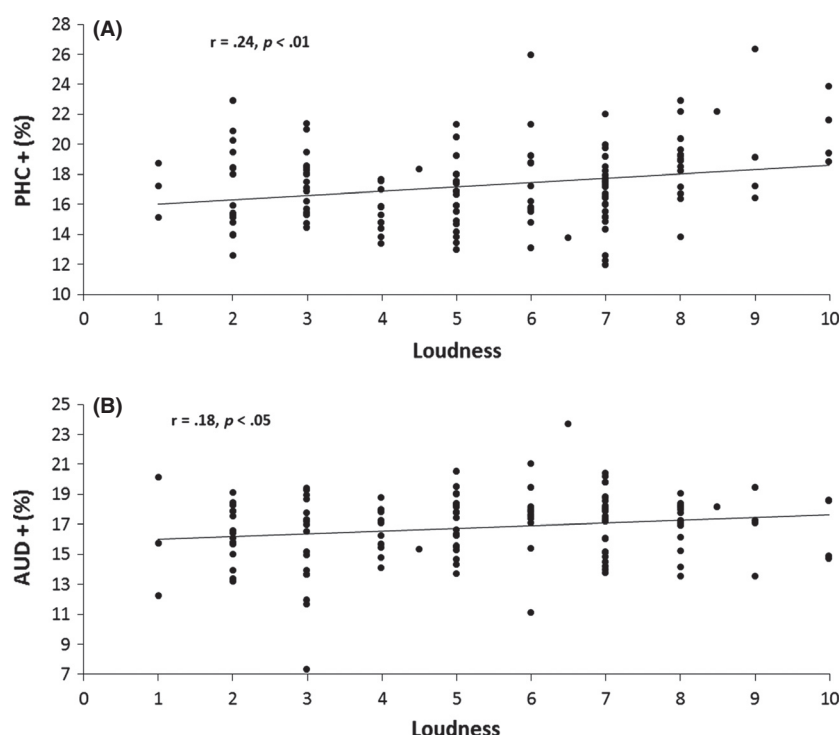 (A)
r = .24, p < .01
PHC + (%)
28
26
24
22
20
18
16
14
12
10
0 1 2 3 4 5 6 7 8 9 10
Loudness
(B)
r = .18, p < .05
AUD + (%)
25
23
21
19
17
15
13
11
9
7
0 1 2 3 4 5 6 7 8 9 10
Loudness